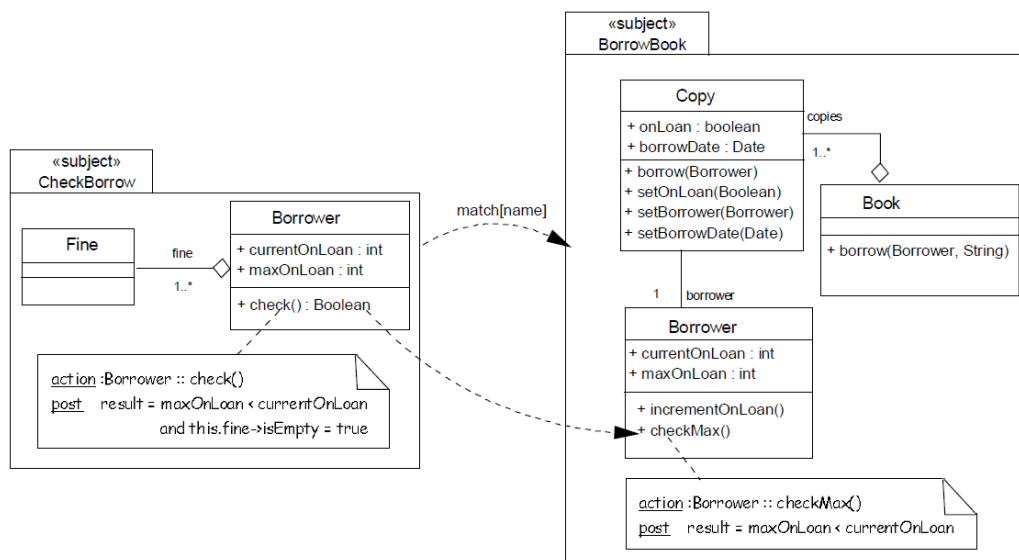 «subject»
CheckBorrow
Fine
fine
1..*
Borrower
+ currentOnLoan : int
+ maxOnLoan : int
+ check() : Boolean
action :Borrower :: check()
post result = maxOnLoan < currentOnLoan
and this.fine->isEmpty = true
match[name]
«subject»
BorrowBook
Copy
+ onLoan : boolean
+ borrowDate : Date
+ borrow(Borrower)
+ setOnLoan(Boolean)
+ setBorrower(Borrower)
+ setBorrowDate(Date)
copies
1..*
Book
+ borrow(Borrower, String)
1
borrower
Borrower
+ currentOnLoan : int
+ maxOnLoan : int
+ incrementOnLoan()
+ checkMax()
action :Borrower :: checkMax()
post result = maxOnLoan < currentOnLoan